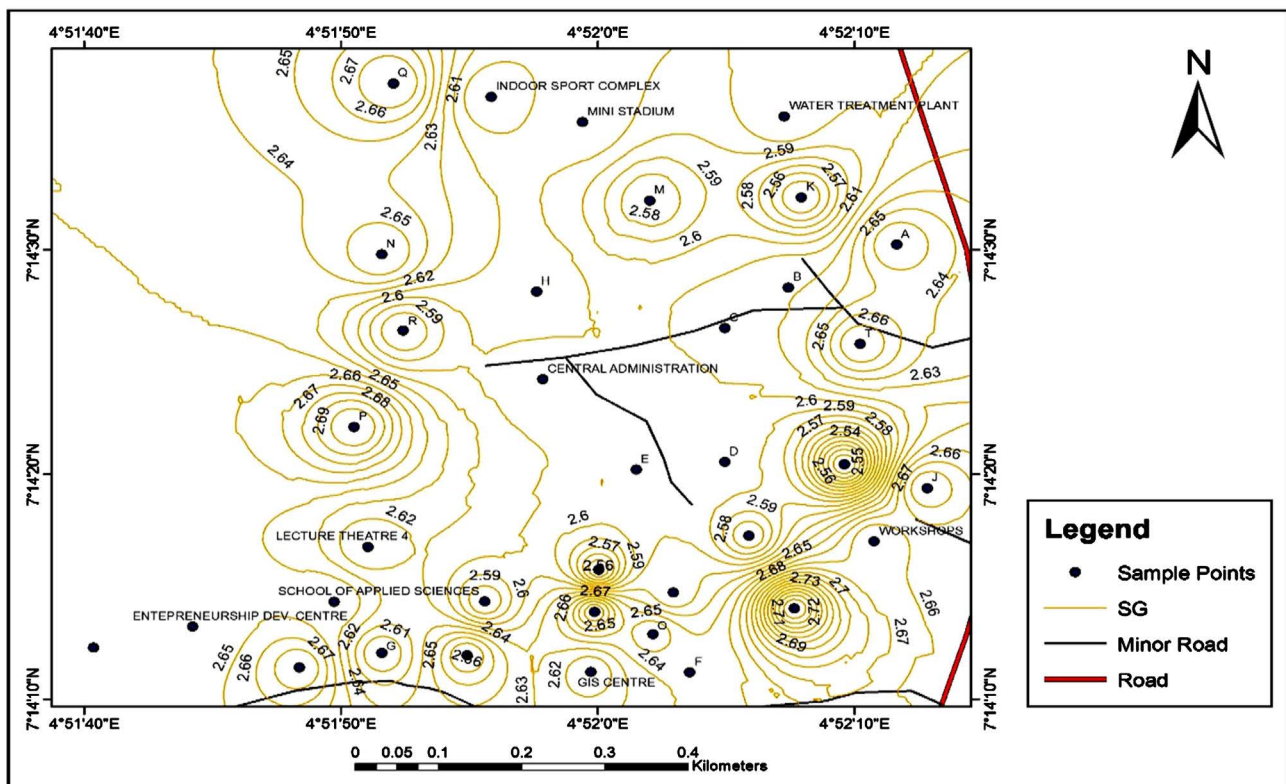 4°51'40"E 4°51'50"E 4°52'0"E 4°52'10"E
2.65 2.67 Q 2.61 INDOOR SPORT COMPLEX
2.66 MINI STADIUM WATER TREATMENT PLANT
2.63
2.64 2.59 2.59
M 2.58 2.56 K 2.57
2.58 2.61
2.65 2.65
7°14'30"N N 2.6 A 7°14'30"N
2.62 H B 2.64
2.6 2.59
R C 2.66
2.65 T
2.66 2.65 CENTRAL ADMINISTRATION 2.63
2.67 2.68 2.6 2.59
2.69 P 2.57 2.54 2.58
E D 2.56 2.55 2.66
7°14'20"N 2.67 J 7°14'20"N
2.62 2.6 2.58 2.59
LECTURE THEATRE 4 2.57 2.59 WORKSHOPS
2.56 2.65
2.59 2.67 2.68 2.73 2.7
SCHOOL OF APPLIED SCIENCES 2.6 2.66 2.65 2.71 2.72 2.66
ENTEPRENEURSHIP DEV. CENTRE 2.65 O
2.62 2.61 2.64 2.69 2.67
2.65 2.67 G 2.65 2.66 2.64
2.66 2.62 F
2.64 2.63 GIS CENTRE
7°14'10"N 7°14'10"N
4°51'40"E 4°51'50"E 4°52'0"E 4°52'10"E
0 0.05 0.1 0.2 0.3 0.4
Kilometers
N
Legend
Sample Points
SG
Minor Road
Road